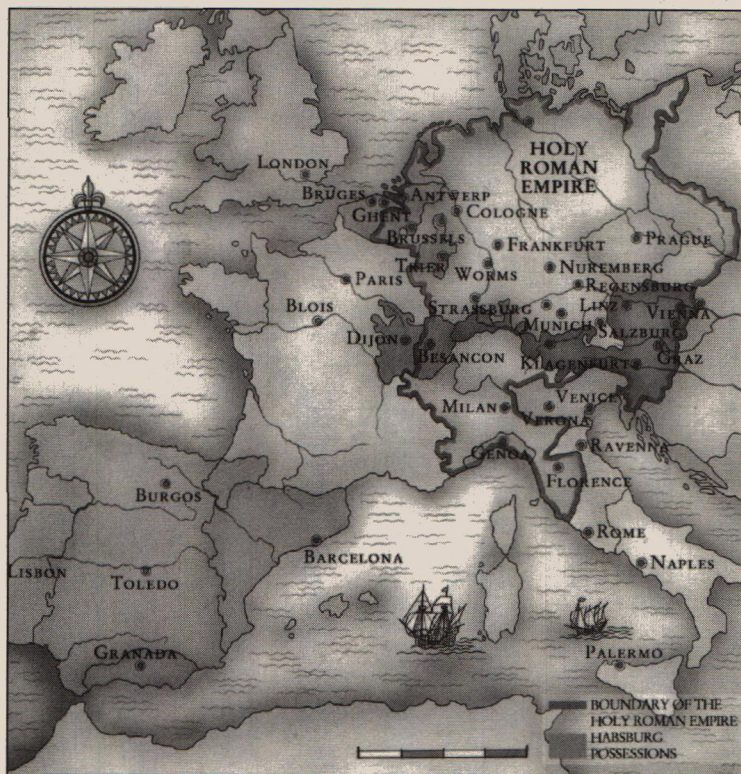 HOLY
ROMAN
EMPIRE
LONDON
BRUGES
ANTWERP
GHENT
COLOGNE
BRUSSELS
FRANKFURT
PRAGUE
TRIER
WORMS
NUREMBERG
PARIS
REGENSBURG
BLOIS
STRASSBURG
LINZ
VIENNA
MUNICH
SALZBURG
DIJON
BESANCON
KLAGENFURT
GRAZ
MILAN
VENICE
VERONA
GENOA
RAVENNA
FLORENCE
BURGOS
ROME
BARCELONA
NAPLES
LISBON
TOLEDO
GRANADA
PALERMO
BOUNDARY OF THE
HOLY ROMAN EMPIRE
HABSBURG
POSSESSIONS